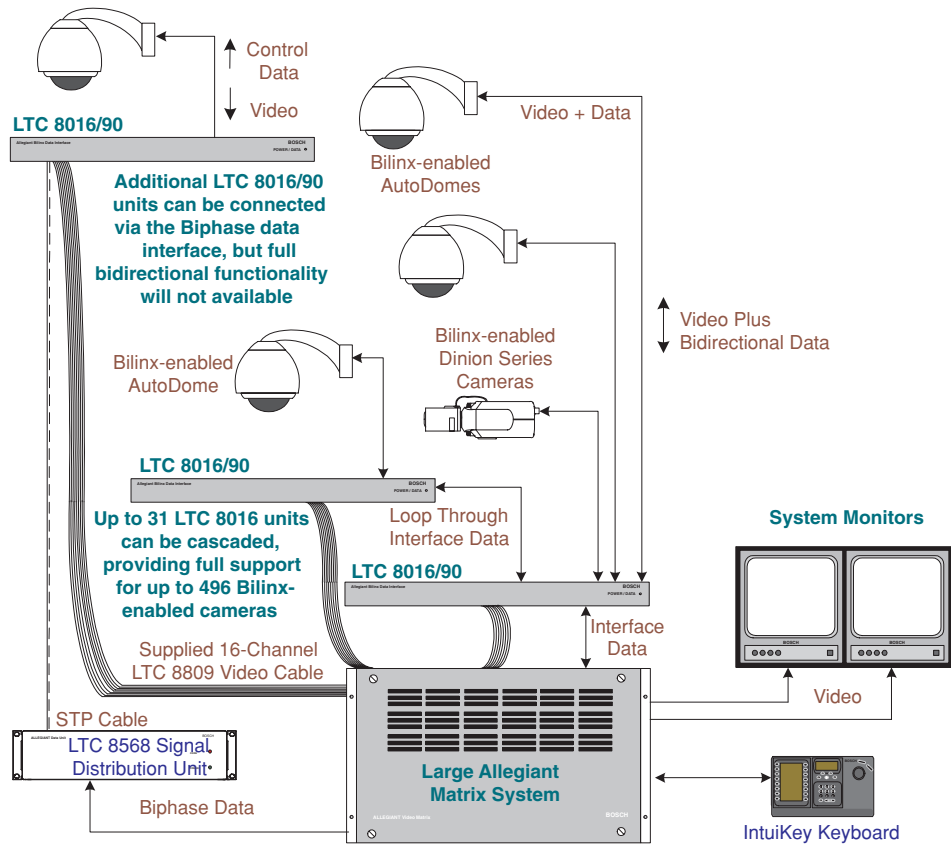 Control
Data
Video
LTC 8016/90
Allegiant Bilinx Data Interface
BOSCH
POWER / DATA
Video + Data
Bilinx-enabled
AutoDomes
Additional LTC 8016/90
units can be connected
via the Biphase data
interface, but full
bidirectional functionality
will not available
Video Plus
Bidirectional Data
Bilinx-enabled
AutoDome
Bilinx-enabled
Dinion Series
Cameras
LTC 8016/90
Allegiant Bilinx Data Interface
BOSCH
POWER / DATA
Up to 31 LTC 8016 units
can be cascaded,
providing full support
for up to 496 Bilinx-
enabled cameras
Loop Through
Interface Data
System Monitors
LTC 8016/90
Allegiant Bilinx Data Interface
BOSCH
POWER / DATA
Interface
Data
BOSCH
BOSCH
Supplied 16-Channel
LTC 8809 Video Cable
Video
STP Cable
ALLEGIANT Data Unit
BOSCH
LTC 8568 Signal
Distribution Unit
Large Allegiant
Matrix System
Biphase Data
ALLEGIANT Video Matrix
BOSCH
IntuiKey Keyboard